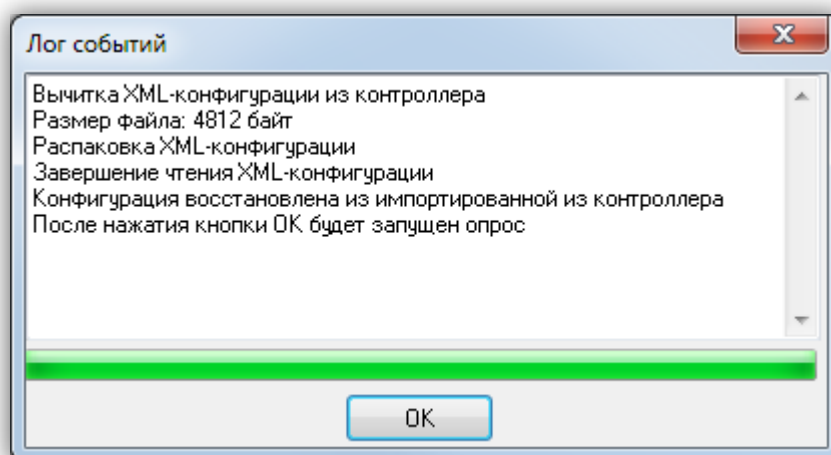 Лог событий
Вычитка XML-конфигурации из контроллера
Размер файла: 4812 байт
Распаковка XML-конфигурации
Завершение чтения XML-конфигурации
Конфигурация восстановлена из импортированной из контроллера
После нажатия кнопки ОК будет запущен опрос
OK